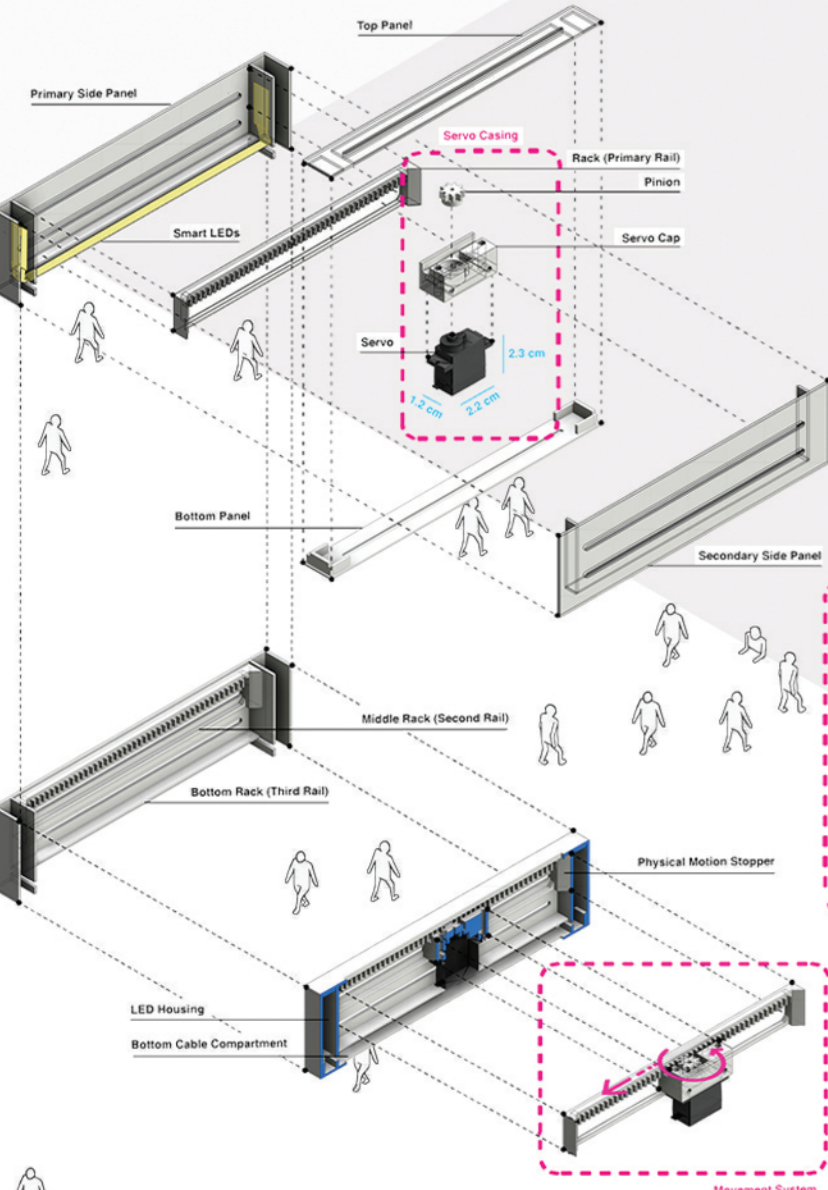 Top Panel
Primary Side Panel
Servo Casing
Rack (Primary Rail)
Pinion
Smart LEDs
Servo Cap
Servo
2.3 cm
1.2 cm
2.2 cm
Bottom Panel
Secondary Side Panel
Middle Rack (Second Rail)
Bottom Rack (Third Rail)
Physical Motion Stopper
LED Housing
Bottom Cable Compartment
Movement System